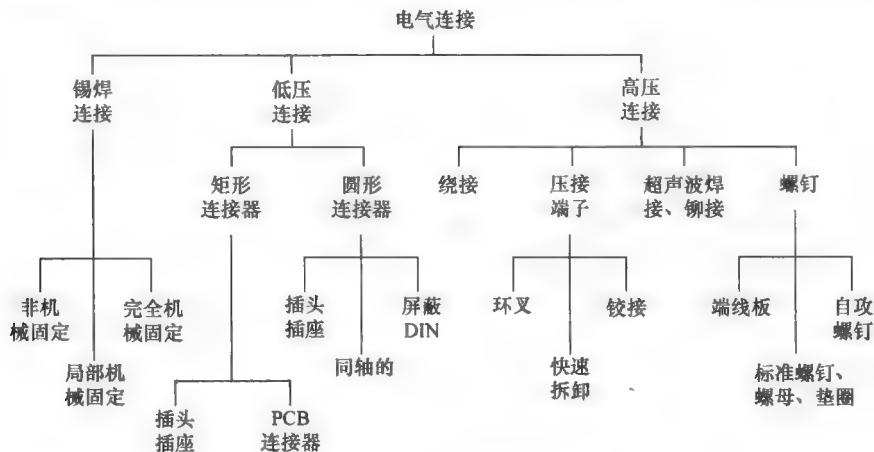 电气连接
锡焊
连接
低压
连接
高压
连接
矩形
连接器
圆形
连接器
绕接
压接
端子
超声波焊
接、铆接
螺钉
非机
械固定
完全机
械固定
局部机
械固定
插头
插座
屏蔽
DIN
同轴的
环叉
铰接
快速
拆卸
端线板
自攻
螺钉
标准螺钉、
螺母、垫圈
插头
插座
PCB
连接器